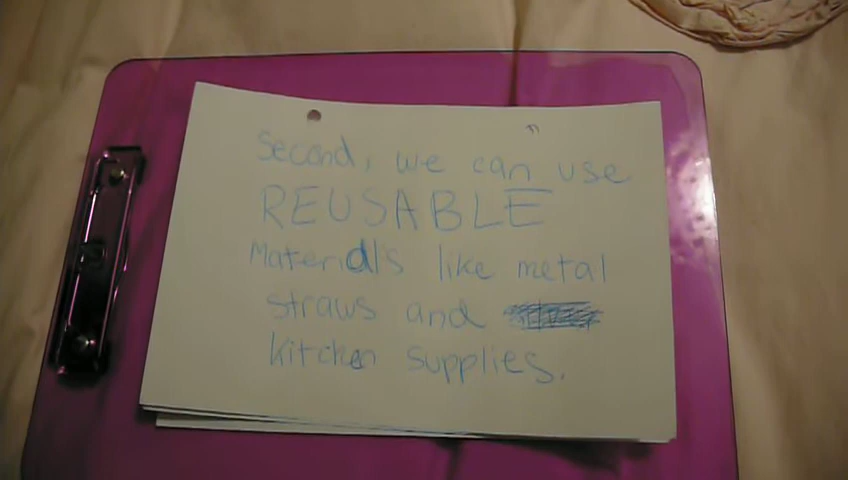 Second, we can use
REUSABLE
Materials like metal
straws and
Kitchen supplies.